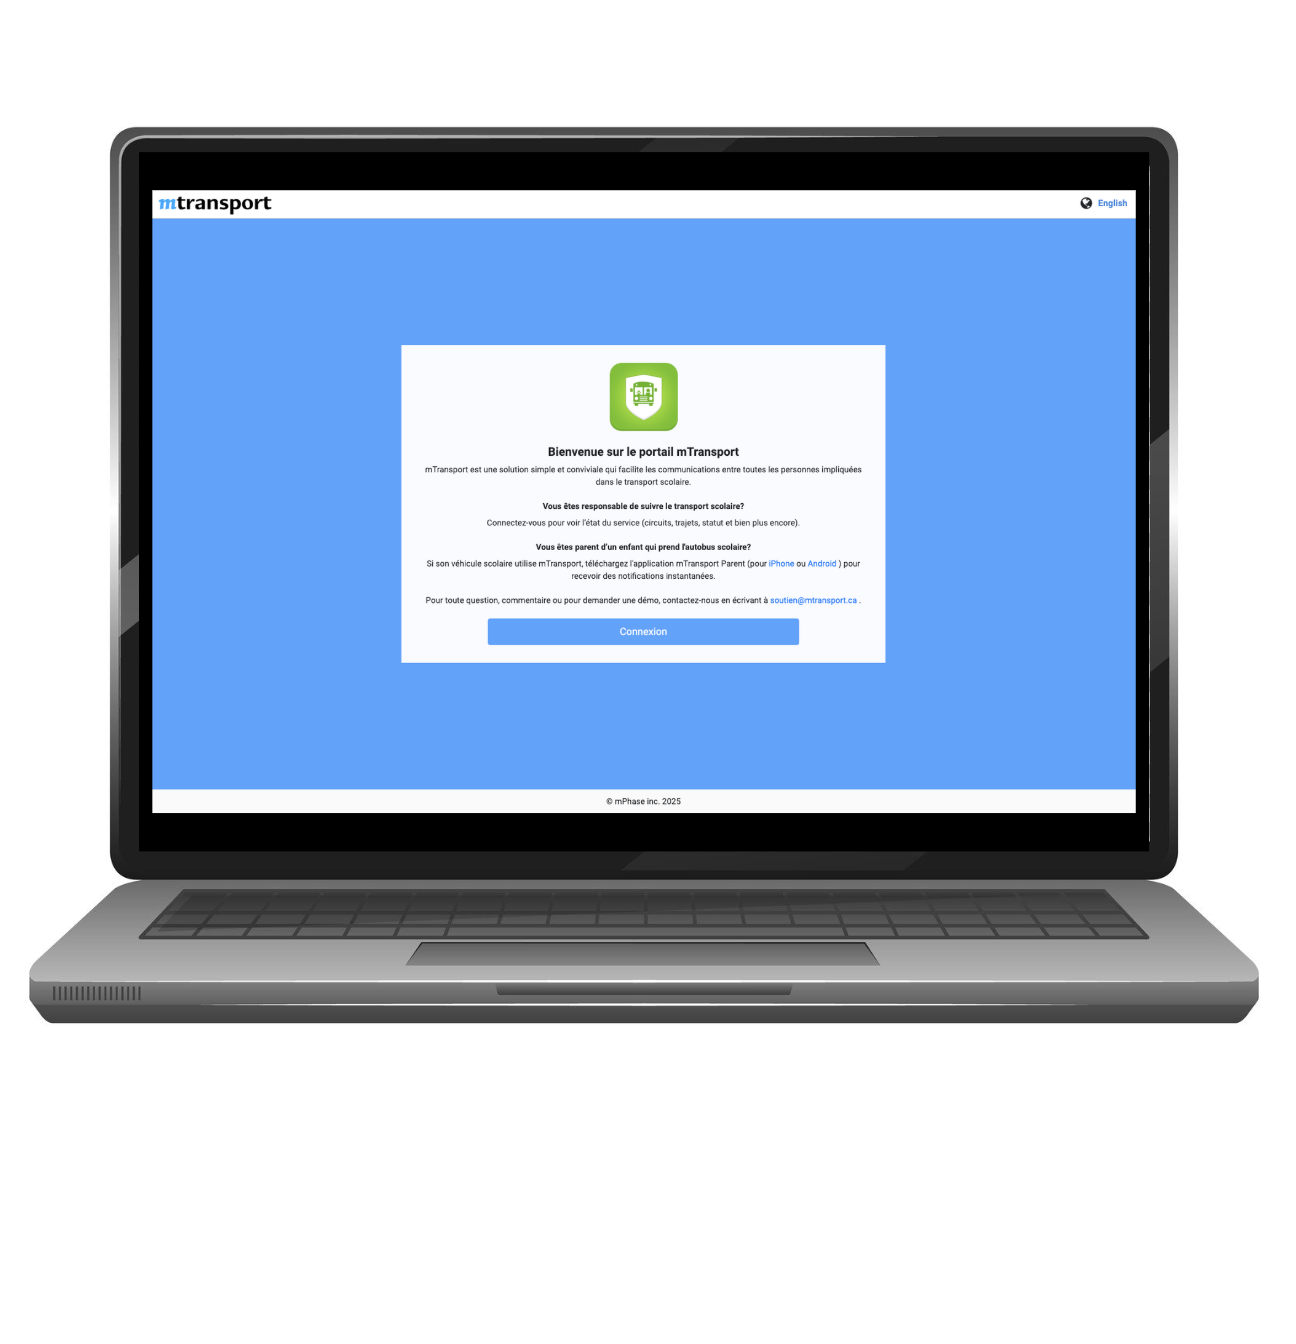 mtransport
English
Bienvenue sur le portail mTransport
mTransport est une solution simple et conviviale qui facilite les communications entre toutes les personnes impliquées
dans le transport scolaire.
Vous êtes responsable de suivre le transport scolaire?
Connectez-vous pour voir l'état du service (circuits, trajets, statut et bien plus encore).
Vous êtes parent d'un enfant qui prend l'autobus scolaire?
Si son véhicule scolaire utilise mTransport, téléchargez l'application mTransport Parent (pour iPhone ou Android ) pour
recevoir des notifications instantanées.
Pour toute question, commentaire ou pour demander une démo, contactez-nous en écrivant à soutien@mtransport.ca .
Connexion
© mPhase inc. 2025